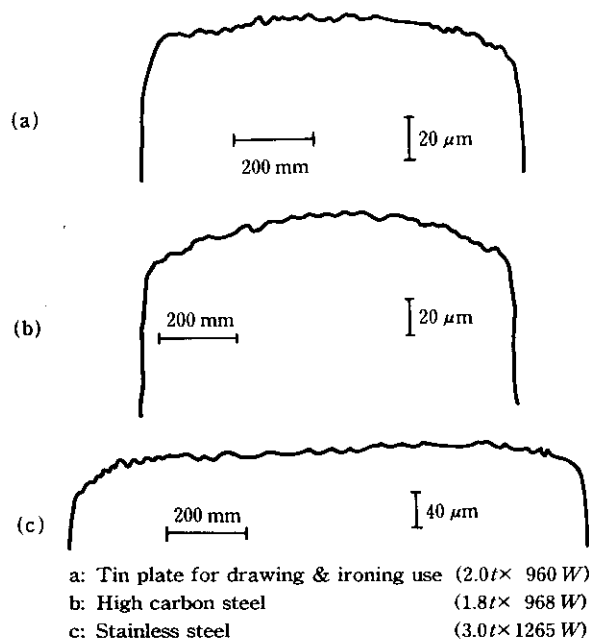 (a)
20 μm
200 mm
(b)
20 μm
200 mm
(c)
40 μm
200 mm
a: Tin plate for drawing & ironing use (2.0t× 960 W)
b: High carbon steel (1.8t× 968 W)
c: Stainless steel (3.0t×1265 W)